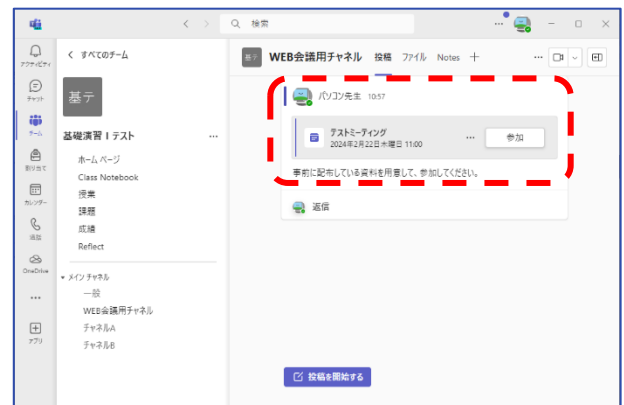 検索
アクティビティ
チャット
チーム
割り当て
カレンダー
通話
OneDrive
アプリ
すべてのチーム
基テ
基礎演習Ⅰテスト
ホーム ページ
Class Notebook
授業
課題
成績
Reflect
メイン チャネル
一般
WEB会議用チャネル
チャネルA
チャネルB
基テ WEB会議用チャネル 投稿 ファイル Notes
パソコン先生 10:57
テストミーティング
2024年2月22日木曜日 11:00
参加
事前に配布している資料を用意して、参加してください。
返信
投稿を開始する